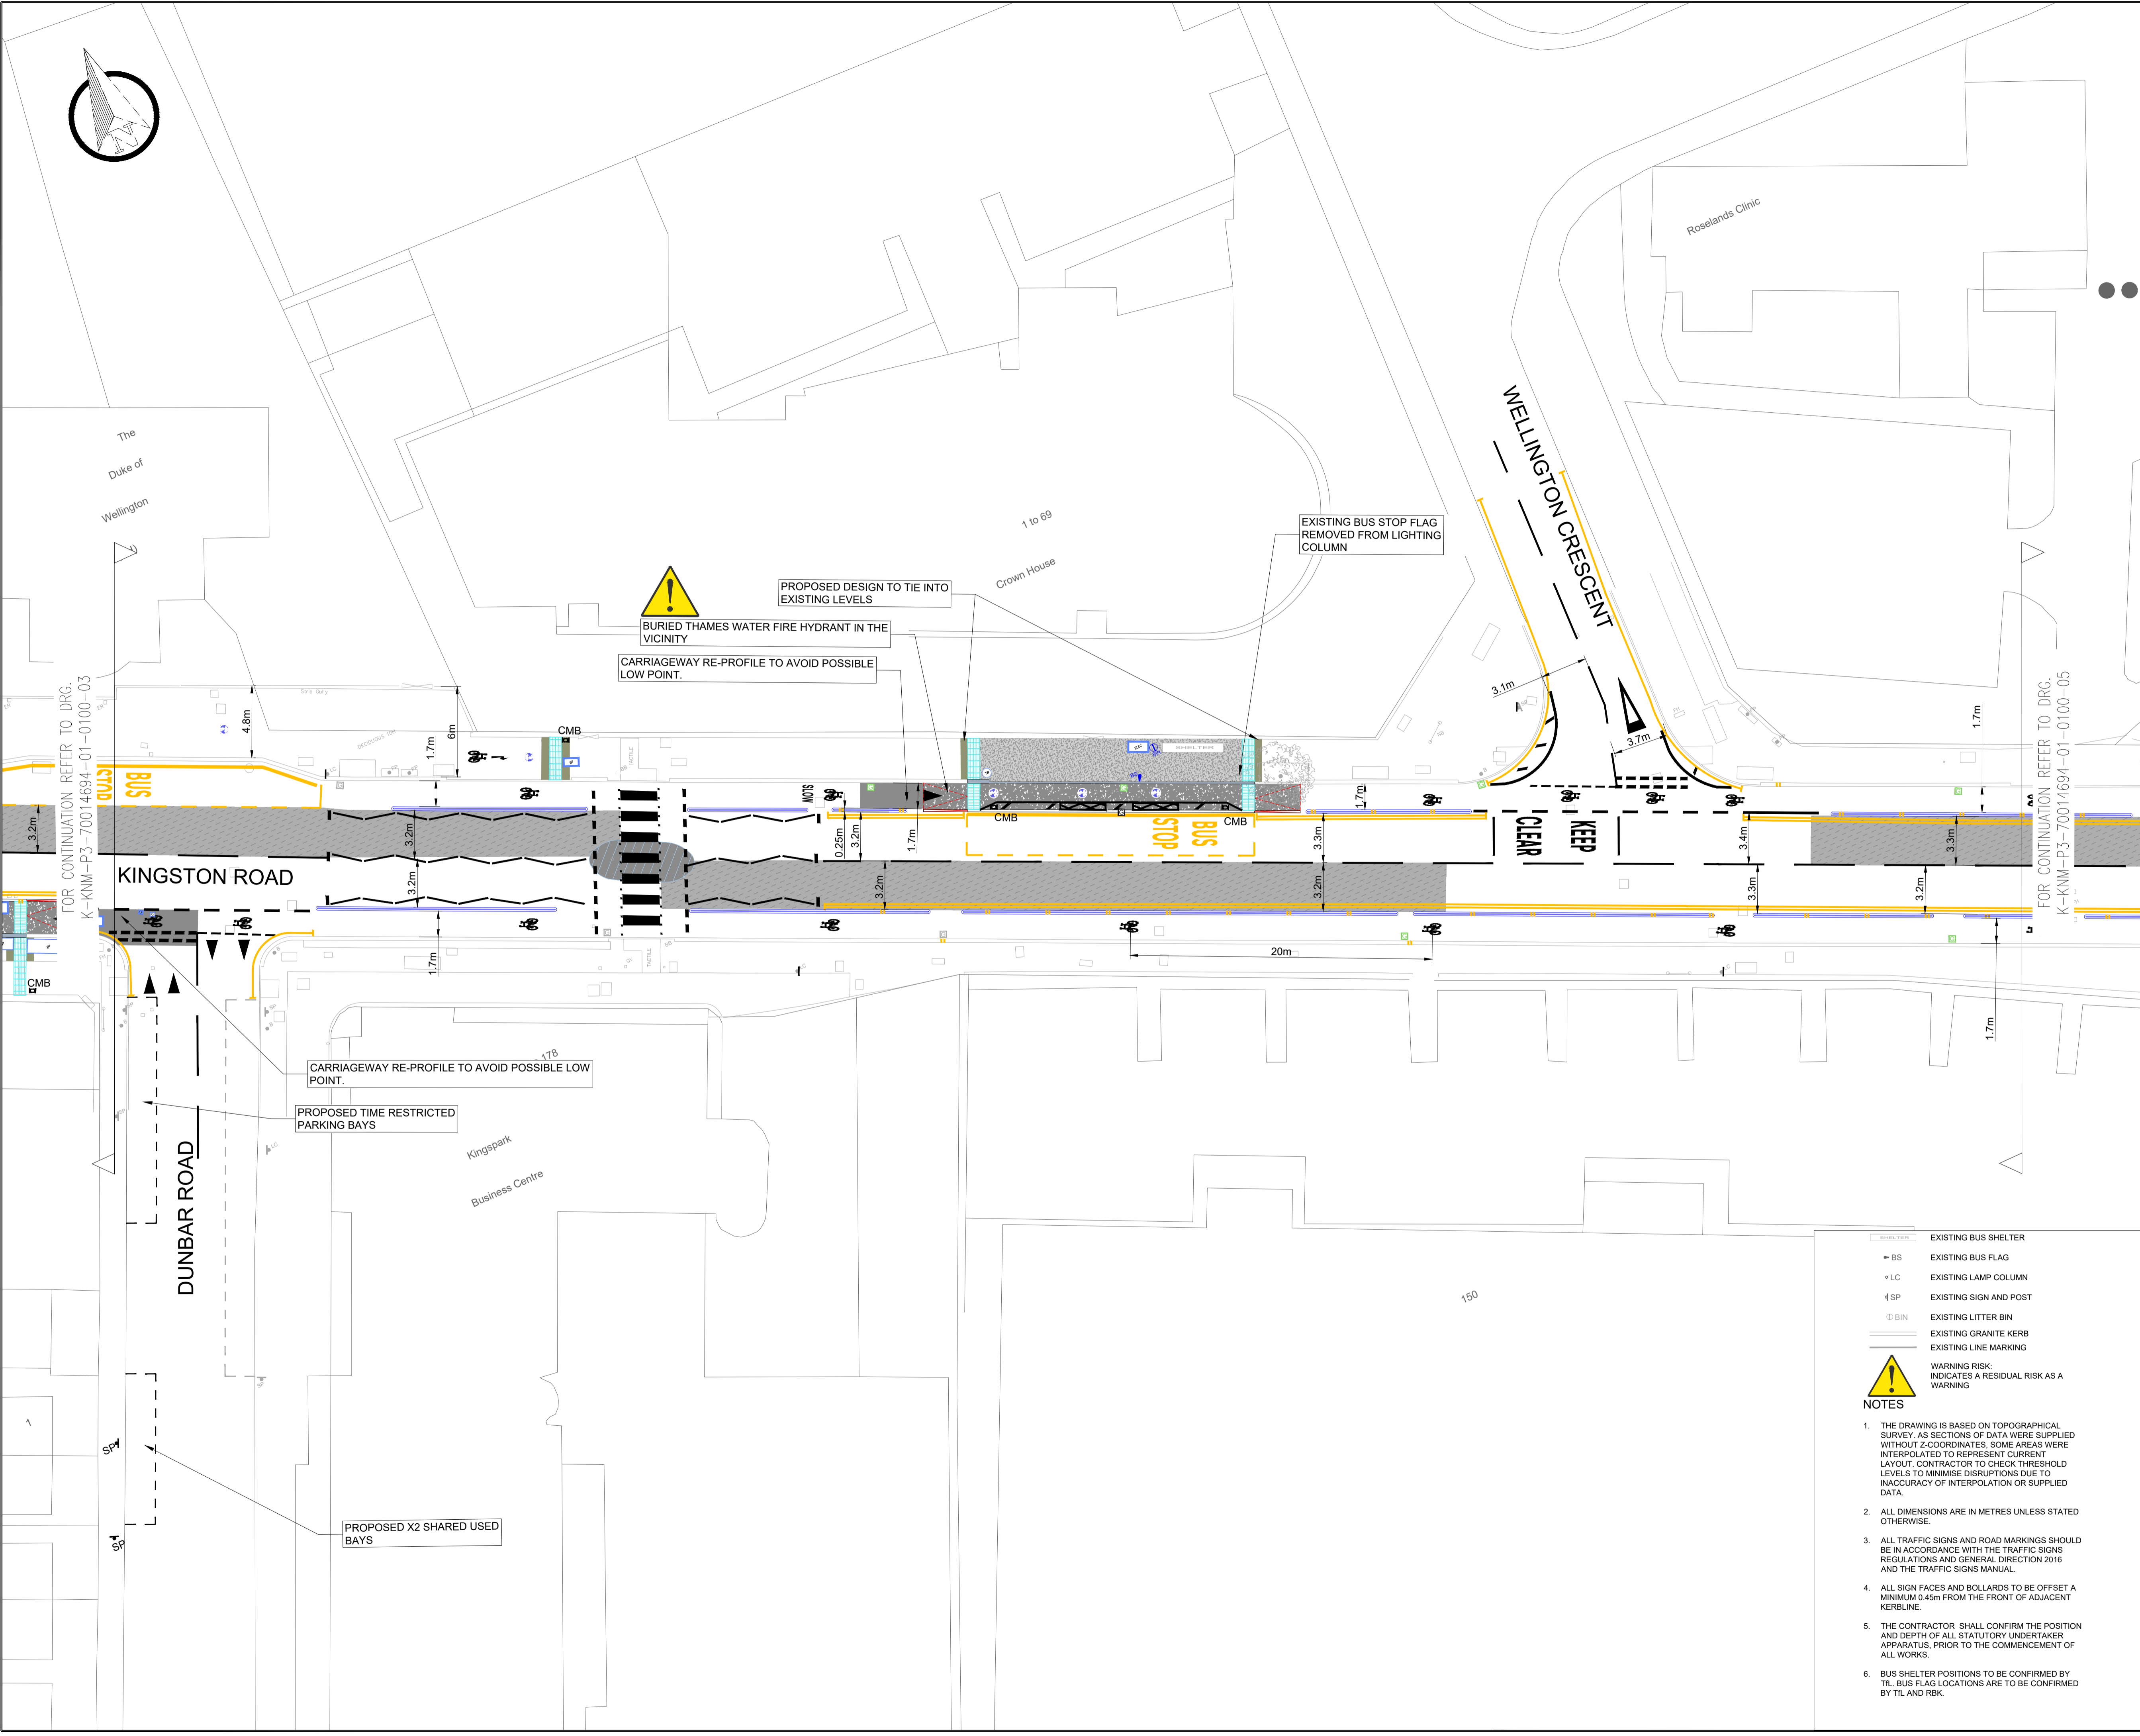 N
Roselands Clinic
The
Duke of
Wellington
WELLINGTON CRESCENT
1 to 69
Crown House
EXISTING BUS STOP FLAG
REMOVED FROM LIGHTING
COLUMN
PROPOSED DESIGN TO TIE INTO
EXISTING LEVELS
BURIED THAMES WATER FIRE HYDRANT IN THE
VICINITY
CARRIAGEWAY RE-PROFILE TO AVOID POSSIBLE
LOW POINT.
FOR CONTINUATION REFER TO DRG.
K-KNM-P3-70014694-01-0100-03
FOR CONTINUATION REFER TO DRG.
K-KNM-P3-70014694-01-0100-05
Strip Gully
4.8m
6m
1.7m
DECIDUOUS
LC
CMB
TACTILE
SHELTER
3.1m
3.7m
1.7m
BUS
STOP
SLOW
3.2m
3.2m
3.2m
0.25m
3.2m
1.7m
CMB
CMB
BUS
STOP
3.3m
1.7m
KEEP
CLEAR
3.4m
3.3m
KINGSTON ROAD
3.2m
3.2m
3.3m
3.2m
1.7m
20m
TACTILE
CMB
1.7m
178
CARRIAGEWAY RE-PROFILE TO AVOID POSSIBLE LOW
POINT.
PROPOSED TIME RESTRICTED
PARKING BAYS
LC
Kingspark
Business Centre
DUNBAR ROAD
150
1
SP
SP
PROPOSED X2 SHARED USED
BAYS
SHELTER EXISTING BUS SHELTER
BS EXISTING BUS FLAG
LC EXISTING LAMP COLUMN
SP EXISTING SIGN AND POST
BIN EXISTING LITTER BIN
EXISTING GRANITE KERB
EXISTING LINE MARKING
WARNING RISK:
INDICATES A RESIDUAL RISK AS A
WARNING
NOTES
1. THE DRAWING IS BASED ON TOPOGRAPHICAL
SURVEY. AS SECTIONS OF DATA WERE SUPPLIED
WITHOUT Z-COORDINATES, SOME AREAS WERE
INTERPOLATED TO REPRESENT CURRENT
LAYOUT. CONTRACTOR TO CHECK THRESHOLD
LEVELS TO MINIMISE DISRUPTIONS DUE TO
INACCURACY OF INTERPOLATION OR SUPPLIED
DATA.
2. ALL DIMENSIONS ARE IN METRES UNLESS STATED
OTHERWISE.
3. ALL TRAFFIC SIGNS AND ROAD MARKINGS SHOULD
BE IN ACCORDANCE WITH THE TRAFFIC SIGNS
REGULATIONS AND GENERAL DIRECTION 2016
AND THE TRAFFIC SIGNS MANUAL.
4. ALL SIGN FACES AND BOLLARDS TO BE OFFSET A
MINIMUM 0.45m FROM THE FRONT OF ADJACENT
KERBLINE.
5. THE CONTRACTOR SHALL CONFIRM THE POSITION
AND DEPTH OF ALL STATUTORY UNDERTAKER
APPARATUS, PRIOR TO THE COMMENCEMENT OF
ALL WORKS.
6. BUS SHELTER POSITIONS TO BE CONFIRMED BY
TfL. BUS FLAG LOCATIONS ARE TO BE CONFIRMED
BY TfL AND RBK.